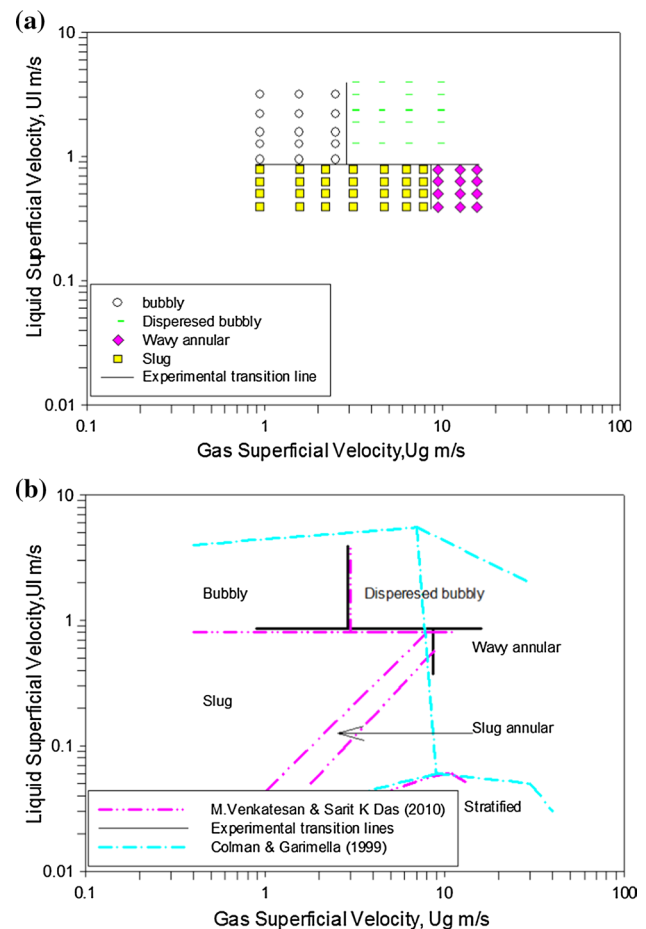 (a)
10
1
0.1
0.01
Liquid Superficial Velocity, Ul m/s
bubbly
Disperesed bubbly
Wavy annular
Slug
Experimental transition line
0.1
1
10
100
Gas Superficial Velocity,Ug m/s
(b)
10
1
0.1
0.01
Liquid Superficial Velocity,Ul m/s
Bubbly
Disperesed bubbly
Wavy annular
Slug
Slug annular
Stratified
M.Venkatesan & Sarit K Das (2010)
Experimental transition lines
Colman & Garimella (1999)
0.1
1
10
100
Gas Superficial Velocity, Ug m/s